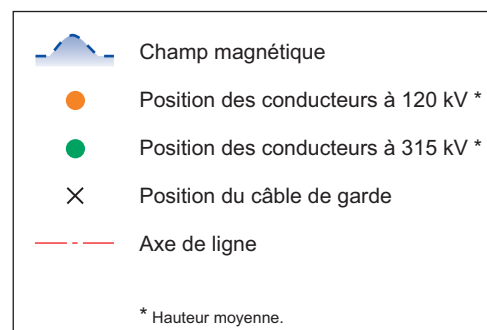 Champ magnétique
Position des conducteurs à 120 kV *
Position des conducteurs à 315 kV *
Position du câble de garde
Axe de ligne
* Hauteur moyenne.